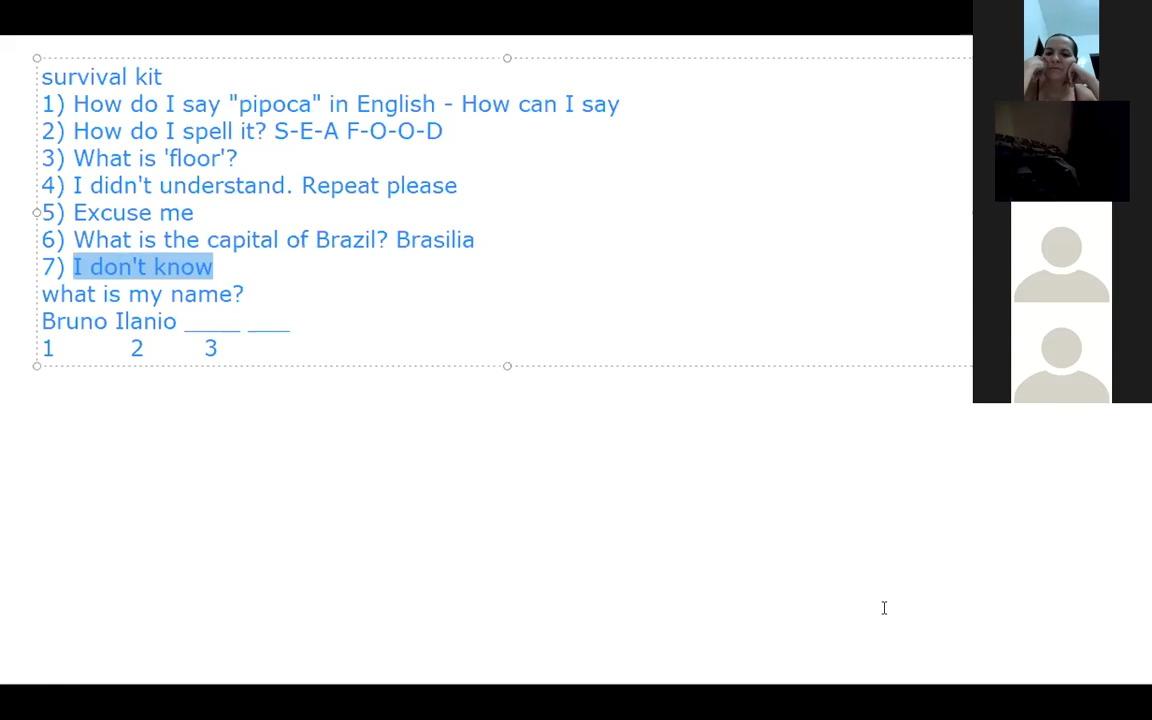 survival kit
1) How do I say "pipoca" in English - How can I say
2) How do I spell it? S-E-A F-O-O-D
3) What is 'floor'?
4) I didn't understand. Repeat please
5) Excuse me
6) What is the capital of Brazil? Brasilia
7) I don't know
what is my name?
Bruno Ilanio ____ ___
1 2 3